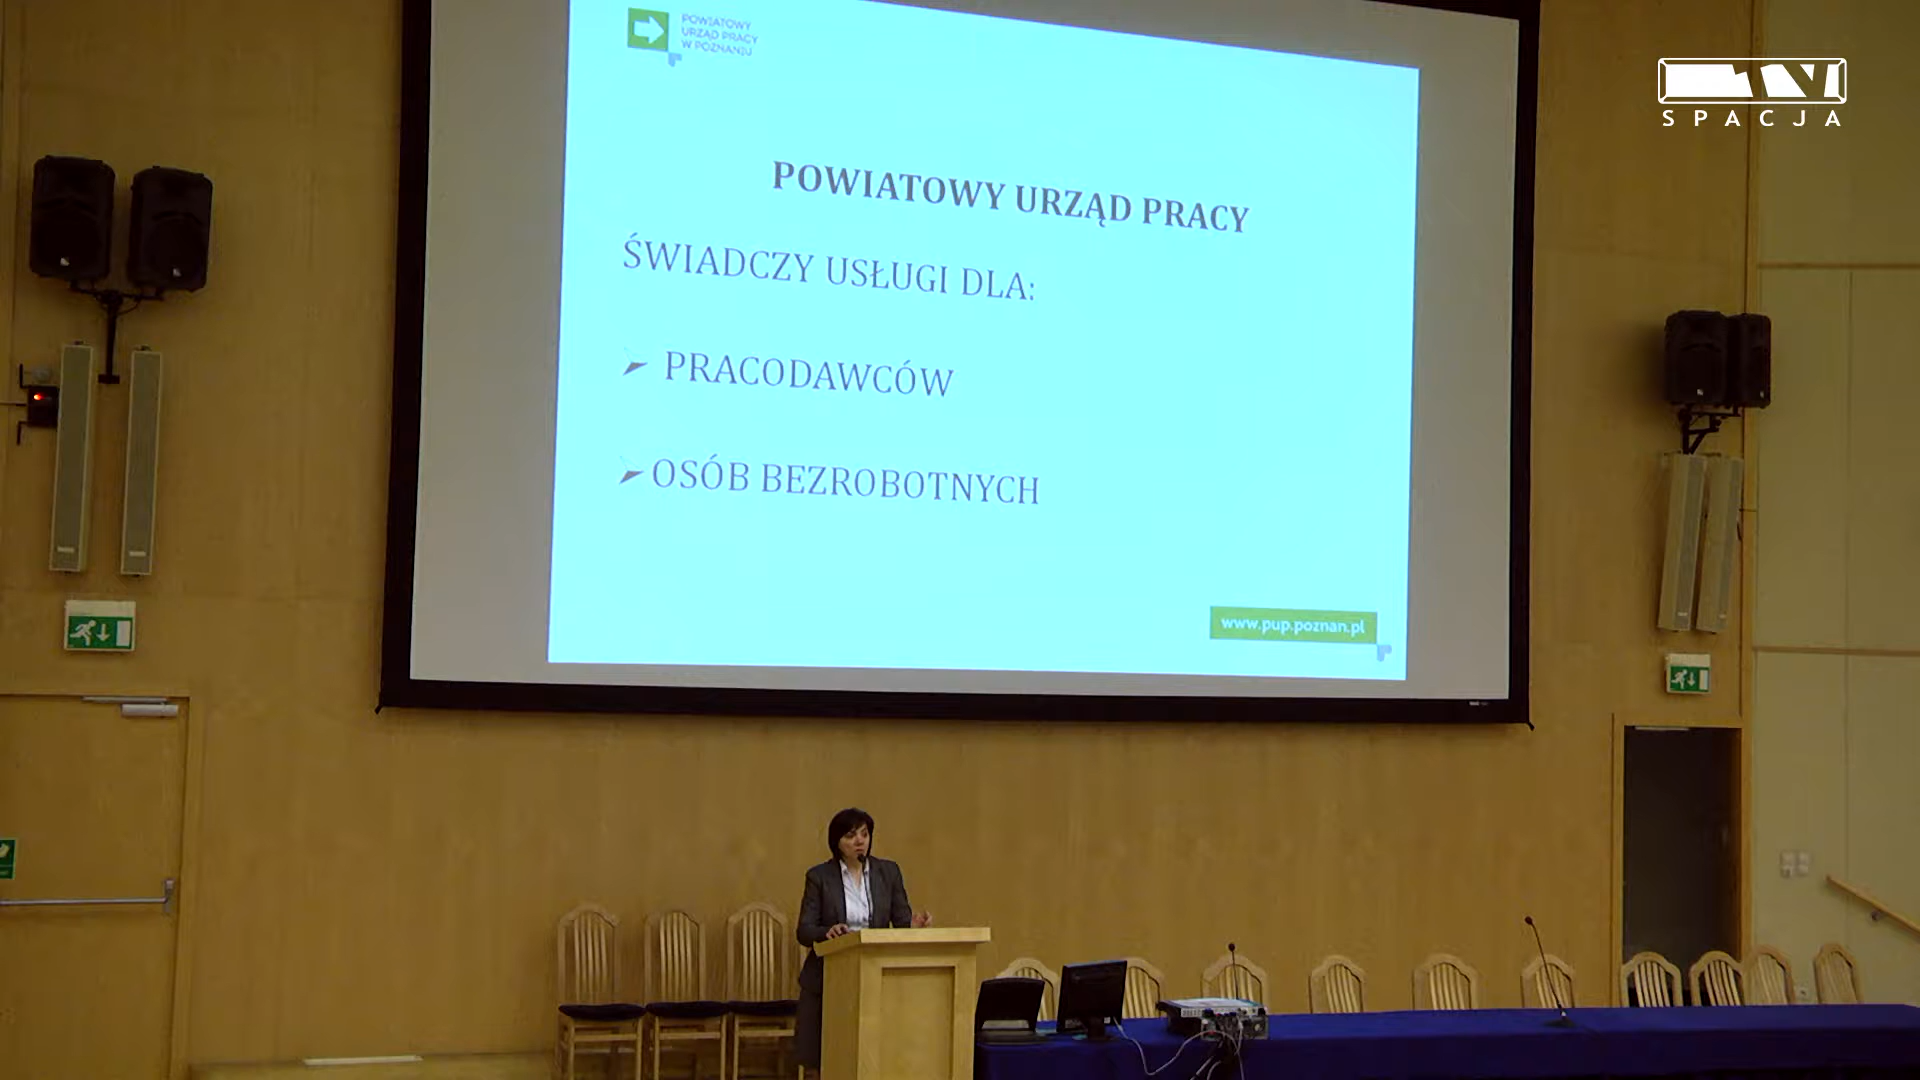 POWIATOWY
URZĄD PRACY
W POZNANIU
SPACJA
POWIATOWY URZĄD PRACY
ŚWIADCZY USŁUGI DLA:
➢ PRACODAWCÓW
➢ OSÓB BEZROBOTNYCH
www.pup.poznan.pl